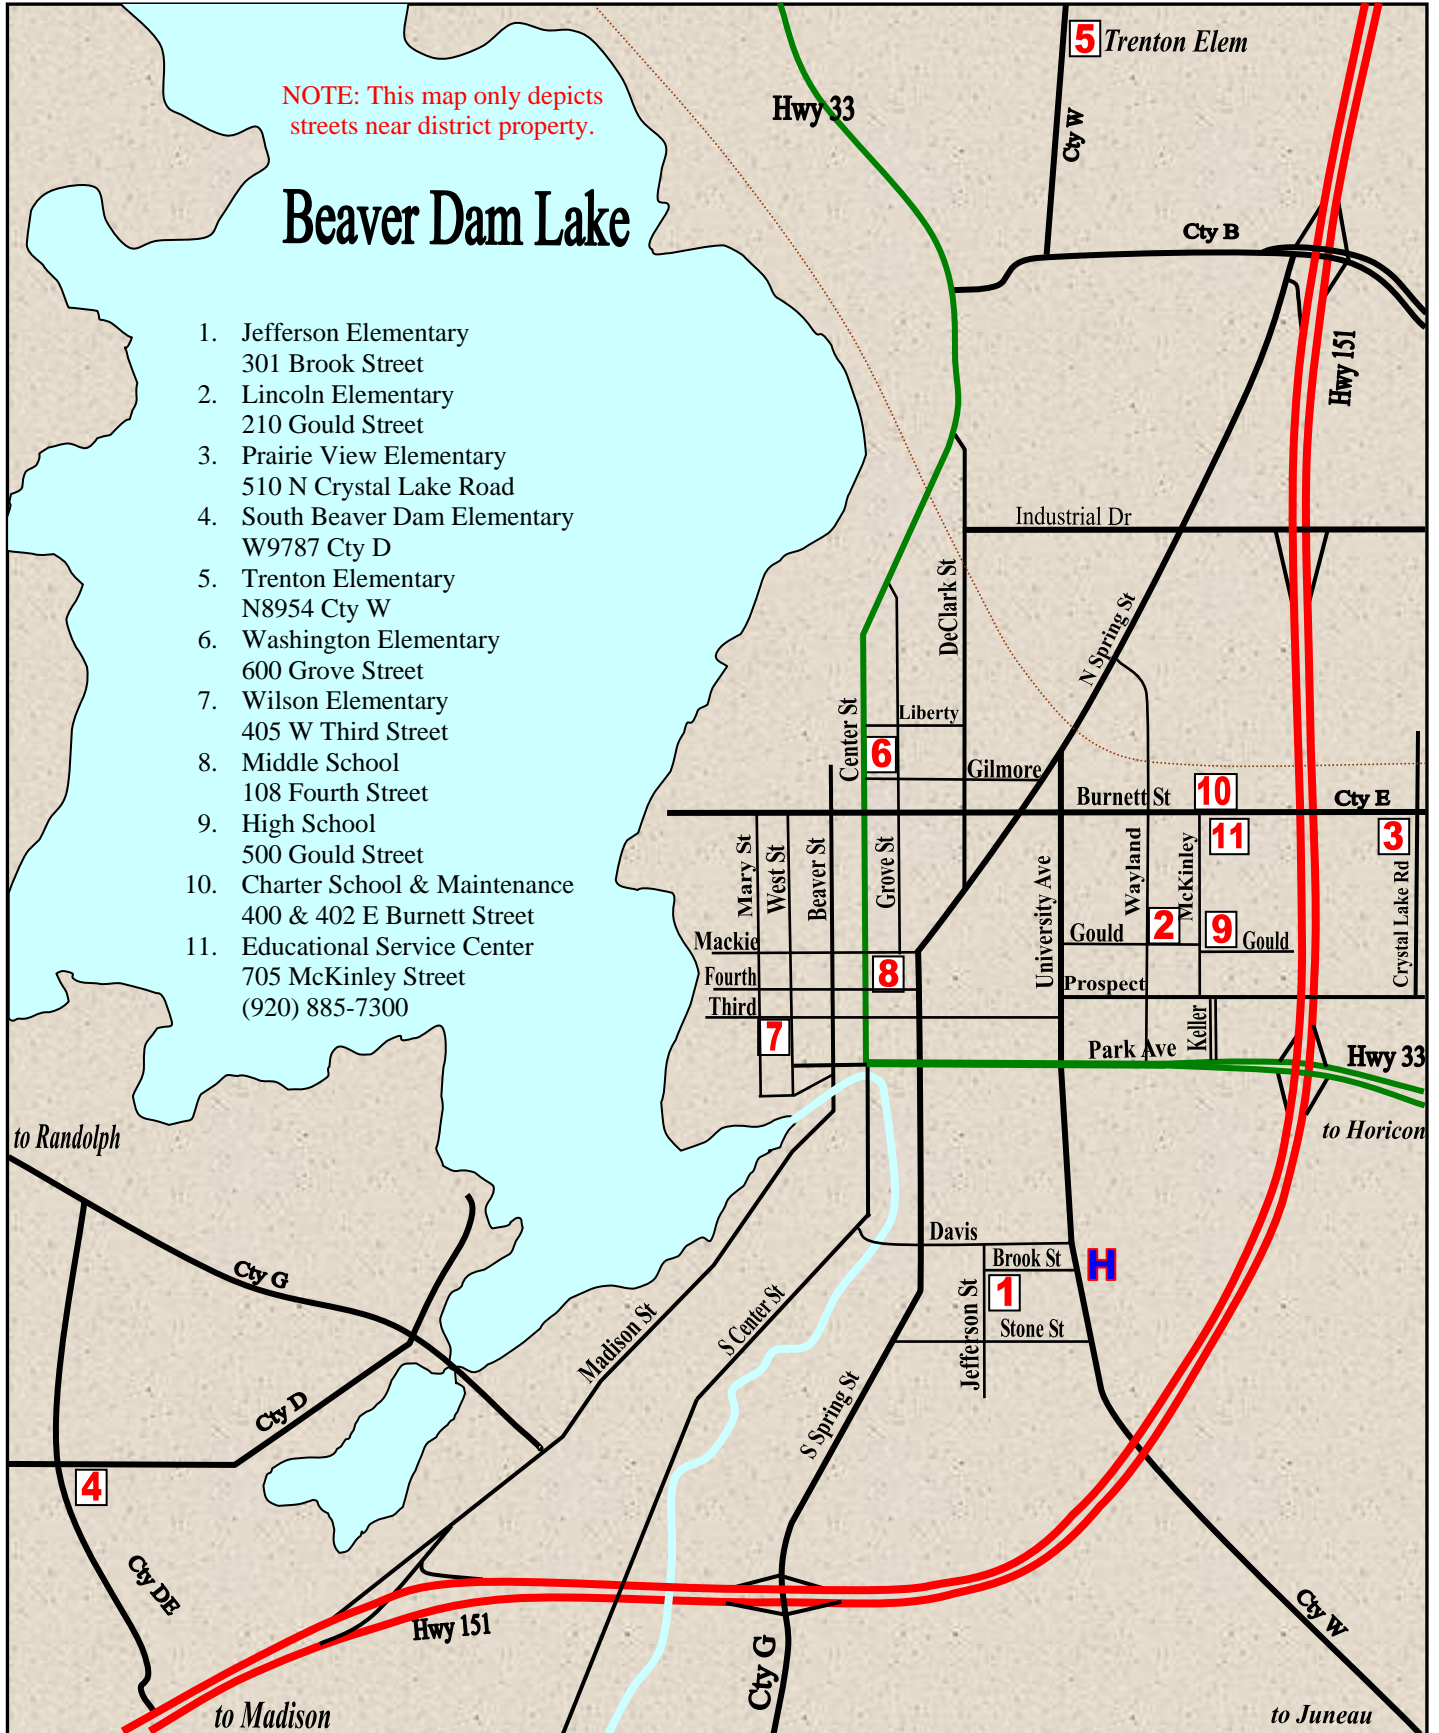 5 Trenton Elem
NOTE: This map only depicts
streets near district property.
Hwy 33
Cty W
Beaver Dam Lake
Cty B
1. Jefferson Elementary
301 Brook Street
2. Lincoln Elementary
210 Gould Street
3. Prairie View Elementary
510 N Crystal Lake Road
4. South Beaver Dam Elementary
W9787 Cty D
5. Trenton Elementary
N8954 Cty W
6. Washington Elementary
600 Grove Street
7. Wilson Elementary
405 W Third Street
8. Middle School
108 Fourth Street
9. High School
500 Gould Street
10. Charter School & Maintenance
400 & 402 E Burnett Street
11. Educational Service Center
705 McKinley Street
(920) 885-7300
Hwy 151
Industrial Dr
DeClark St
N Spring St
Center St
Liberty
6
Gilmore
Burnett St
10
Cty E
11
3
Mary St
West St
Beaver St
Grove St
University Ave
Wayland
McKinley
Crystal Lake Rd
Mackie
Gould
2
9
Gould
Fourth
8
Prospect
Third
7
Keller
Park Ave
Hwy 33
to Randolph
to Horicon
Davis
Brook St
H
Cty G
1
Jefferson St
Stone St
Madison St
S Center St
Cty D
S Spring St
4
Cty DE
Hwy 151
Cty G
Cty W
to Madison
to Juneau